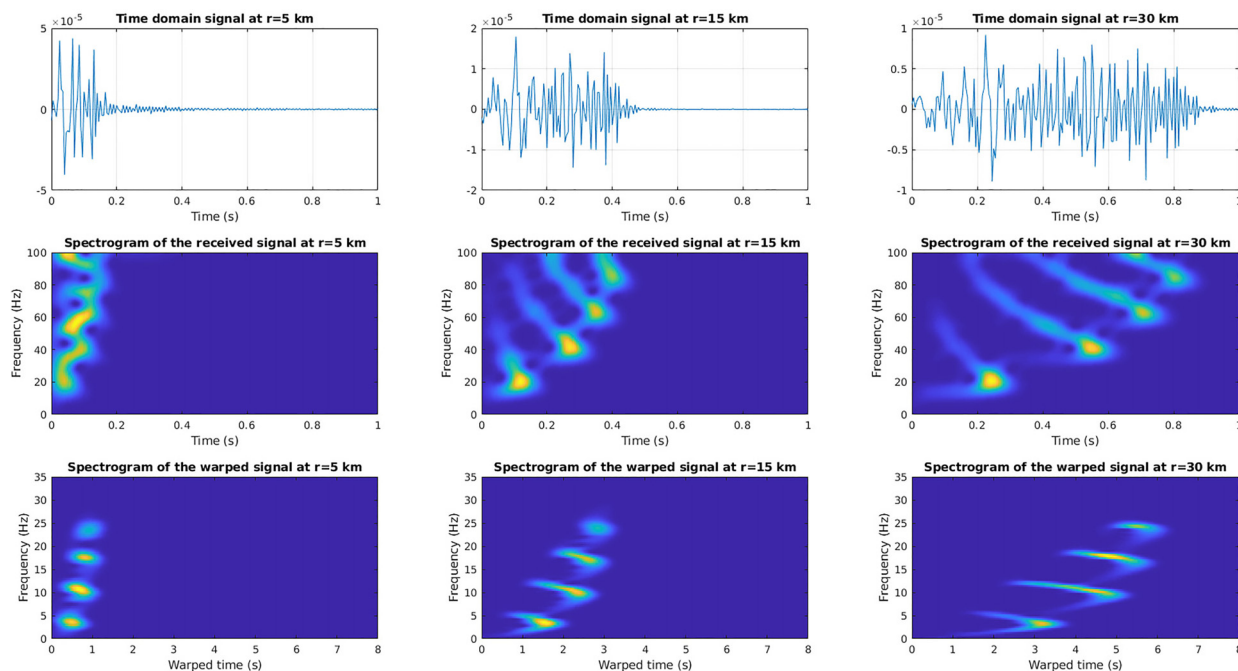 Time domain signal at r=5 km
×10⁻⁵
5
0
-5
0 0.2 0.4 0.6 0.8 1
Time (s)
Time domain signal at r=15 km
×10⁻⁵
2
1
0
-1
-2
0 0.2 0.4 0.6 0.8 1
Time (s)
Time domain signal at r=30 km
×10⁻⁵
1
0.5
0
-0.5
-1
0 0.2 0.4 0.6 0.8 1
Time (s)
Spectrogram of the received signal at r=5 km
Frequency (Hz)
100
80
60
40
20
0
0 0.2 0.4 0.6 0.8 1
Time (s)
Spectrogram of the received signal at r=15 km
Frequency (Hz)
100
80
60
40
20
0
0 0.2 0.4 0.6 0.8 1
Time (s)
Spectrogram of the received signal at r=30 km
Frequency (Hz)
100
80
60
40
20
0
0 0.2 0.4 0.6 0.8 1
Time (s)
Spectrogram of the warped signal at r=5 km
Frequency (Hz)
35
30
25
20
15
10
5
0
0 1 2 3 4 5 6 7 8
Warped time (s)
Spectrogram of the warped signal at r=15 km
Frequency (Hz)
35
30
25
20
15
10
5
0
0 1 2 3 4 5 6 7 8
Warped time (s)
Spectrogram of the warped signal at r=30 km
Frequency (Hz)
35
30
25
20
15
10
5
0
0 1 2 3 4 5 6 7 8
Warped time (s)